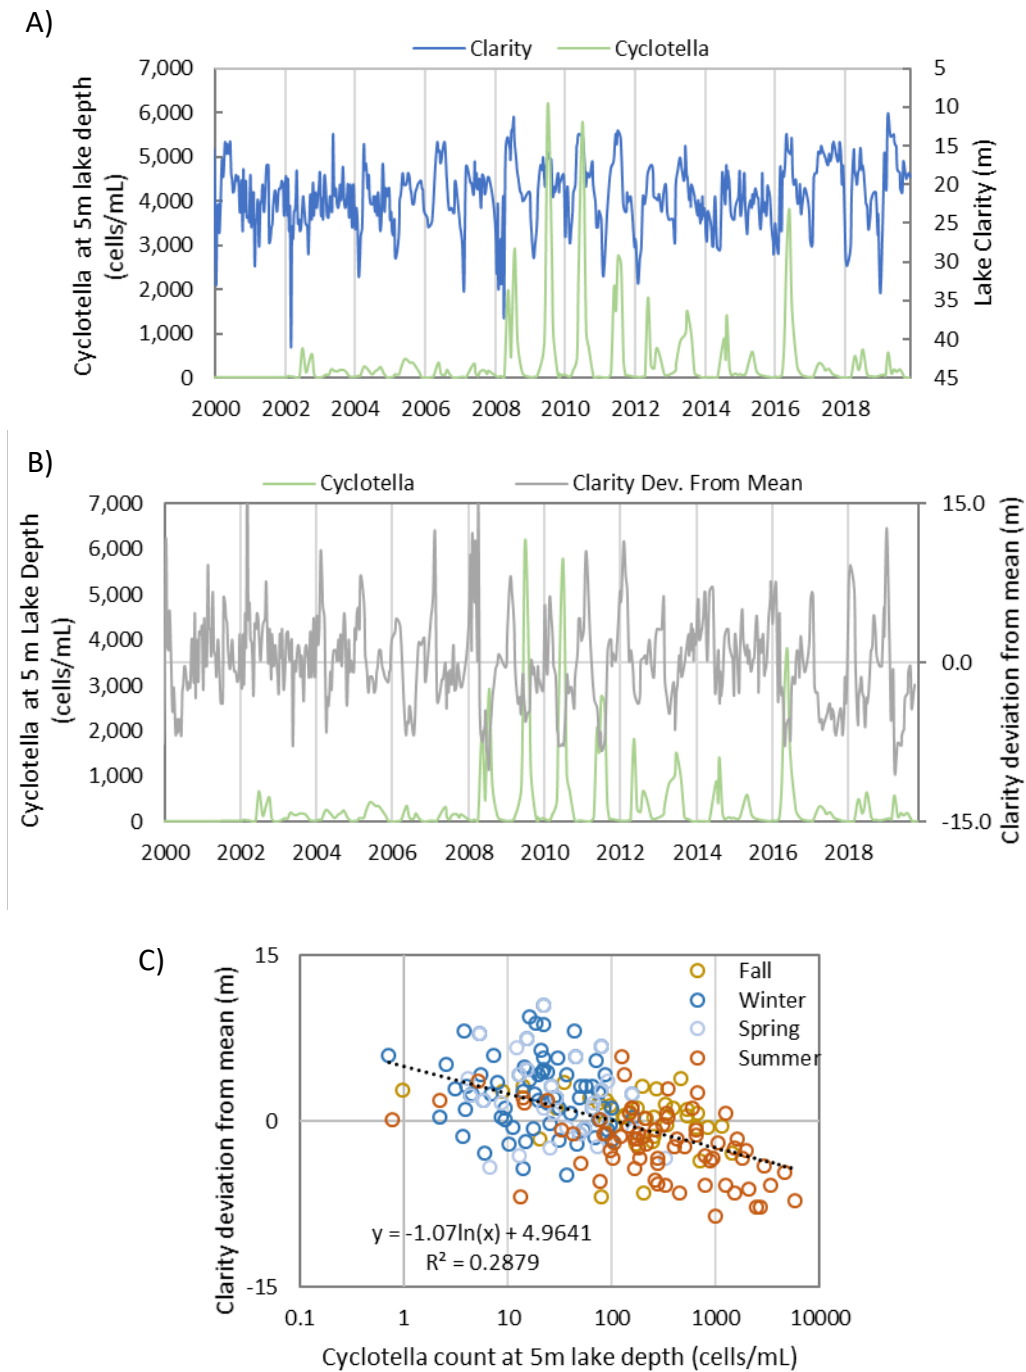 A)
Clarity Cyclotella
7,000
6,000
5,000
4,000
3,000
2,000
1,000
0
Cyclotella at 5m lake depth
(cells/mL)
5
10
15
20
25
30
35
40
45
Lake Clarity (m)
2000 2002 2004 2006 2008 2010 2012 2014 2016 2018
B)
Cyclotella Clarity Dev. From Mean
7,000
6,000
5,000
4,000
3,000
2,000
1,000
0
Cyclotella at 5 m Lake Depth
(cells/mL)
15.0
0.0
-15.0
Clarity deviation from mean (m)
2000 2002 2004 2006 2008 2010 2012 2014 2016 2018
C)
Clarity deviation from mean (m)
15
0
-15
Fall
Winter
Spring
Summer
y = -1.07ln(x) + 4.9641
R² = 0.2879
0.1 1 10 100 1000 10000
Cyclotella count at 5m lake depth (cells/mL)